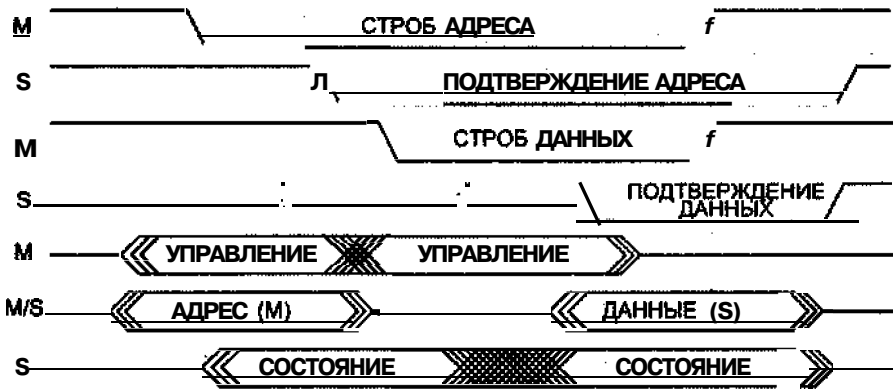 M СТРОБ АДРЕСА f
S Л ПОДТВЕРЖДЕНИЕ АДРЕСА
M СТРОБ ДАННЫХ f
S ПОДТВЕРЖДЕНИЕ
ДАННЫХ
M УПРАВЛЕНИЕ УПРАВЛЕНИЕ
M/S АДРЕС (M) ДАННЫЕ (S)
S СОСТОЯНИЕ СОСТОЯНИЕ